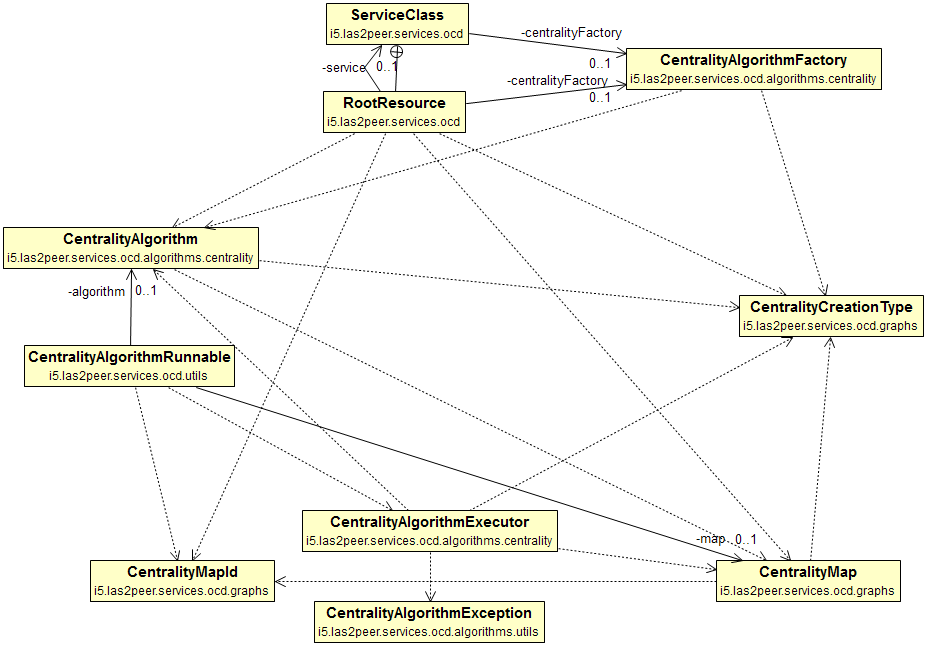 ServiceClass
i5.las2peer.services.ocd
-centralityFactory
0..1
CentralityAlgorithmFactory
i5.las2peer.services.ocd.algorithms.centrality
-service
0..1
-centralityFactory
0..1
RootResource
i5.las2peer.services.ocd
CentralityAlgorithm
i5.las2peer.services.ocd.algorithms.centrality
-algorithm
0..1
CentralityCreationType
i5.las2peer.services.ocd.graphs
CentralityAlgorithmRunnable
i5.las2peer.services.ocd.utils
CentralityAlgorithmExecutor
i5.las2peer.services.ocd.algorithms.centrality
-map
0..1
CentralityMapId
i5.las2peer.services.ocd.graphs
CentralityMap
i5.las2peer.services.ocd.graphs
CentralityAlgorithmException
i5.las2peer.services.ocd.algorithms.utils